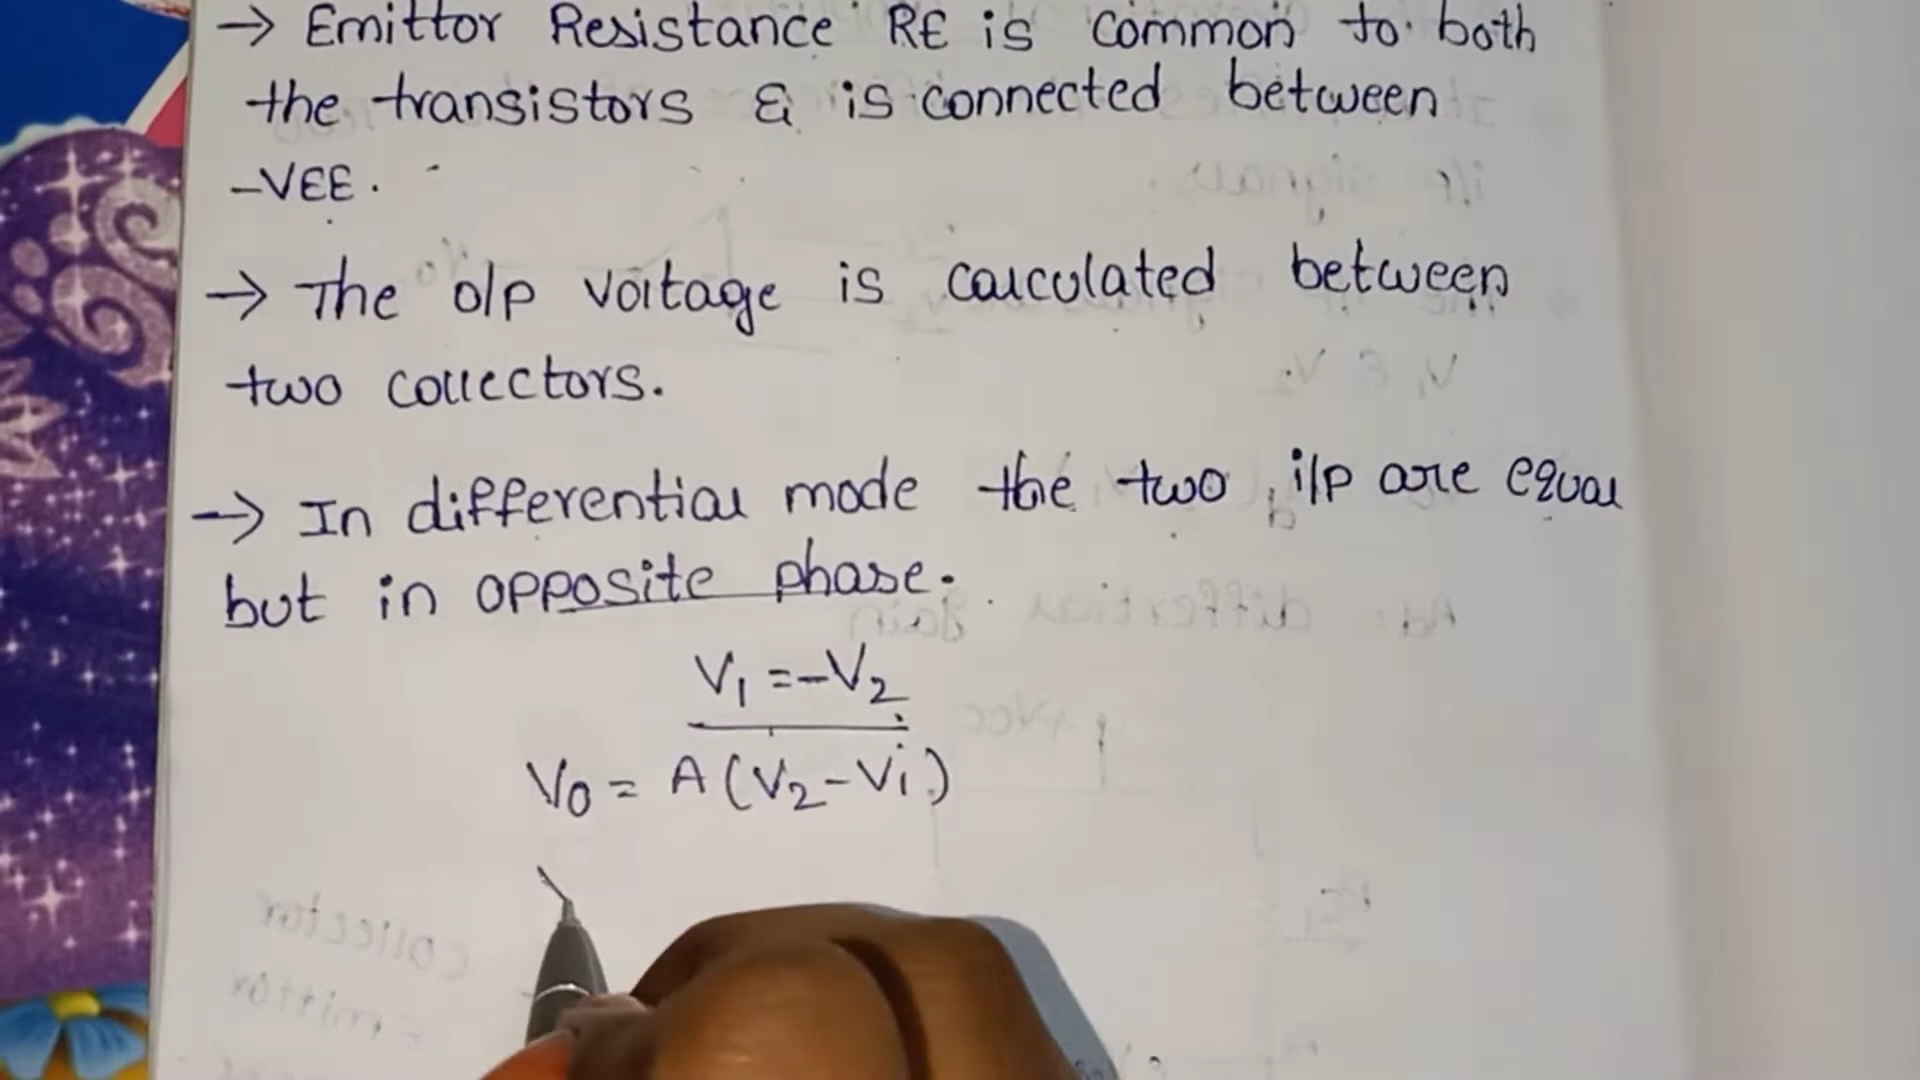 → Emittor Resistance RE is common to both
the transistors & is connected between
-VEE.
→ The o/p voltage is calculated between
two collectors.
→ In differential mode the two i/p are equal
but in opposite phase.
V1 = -V2
V0 = A(V2-Vi)